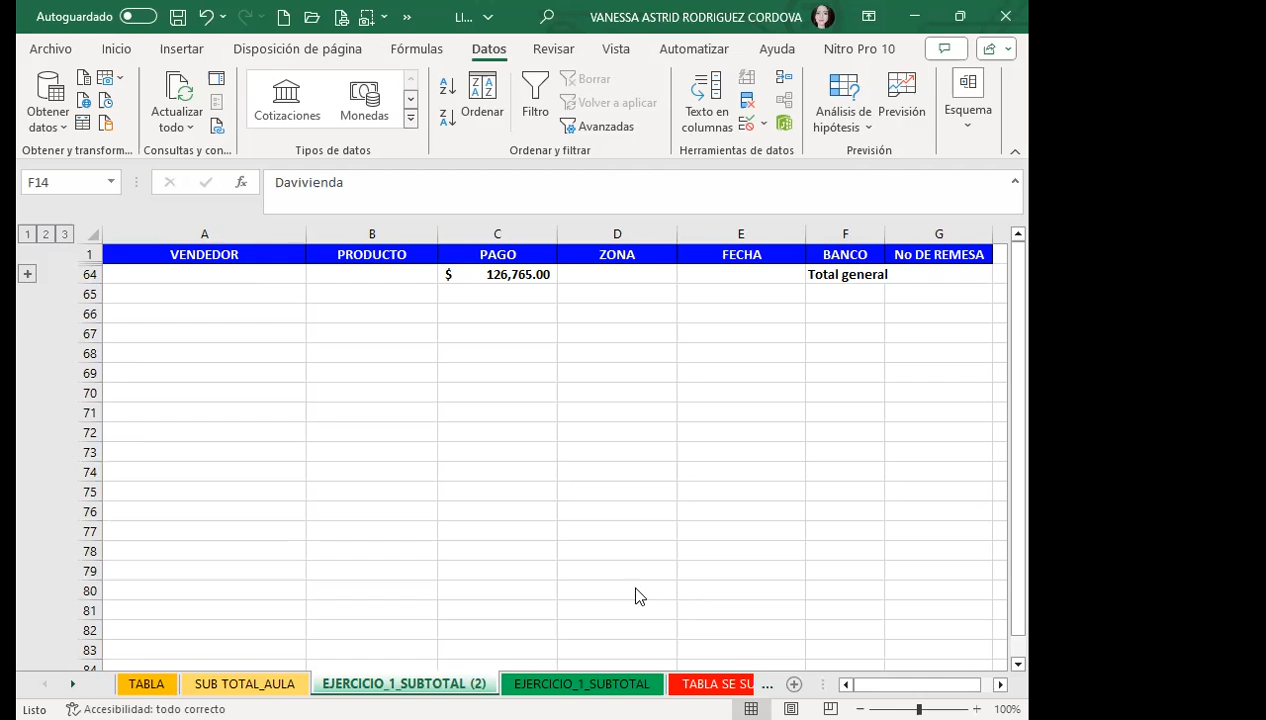 Autoguardado LI... VANESSA ASTRID RODRIGUEZ CORDOVA
Archivo Inicio Insertar Disposición de página Fórmulas Datos Revisar Vista Automatizar Ayuda Nitro Pro 10
Obtener datos
Actualizar todo
Cotizaciones Monedas
Ordenar
Filtro
Borrar
Volver a aplicar
Avanzadas
Texto en columnas
Análisis de hipótesis
Previsión
Esquema
Obtener y transform... Consultas y con... Tipos de datos Ordenar y filtrar Herramientas de datos Previsión
F14 fx Davivienda
1 2 3 A B C D E F G
1 VENDEDOR PRODUCTO PAGO ZONA FECHA BANCO No DE REMESA
64 $ 126,765.00 Total general
65
66
67
68
69
70
71
72
73
74
75
76
77
78
79
80
81
82
83
84
TABLA SUB TOTAL_AULA EJERCICIO_1_SUBTOTAL (2) EJERCICIO_1_SUBTOTAL TABLA SE SU ...
Listo Accesibilidad: todo correcto 100%